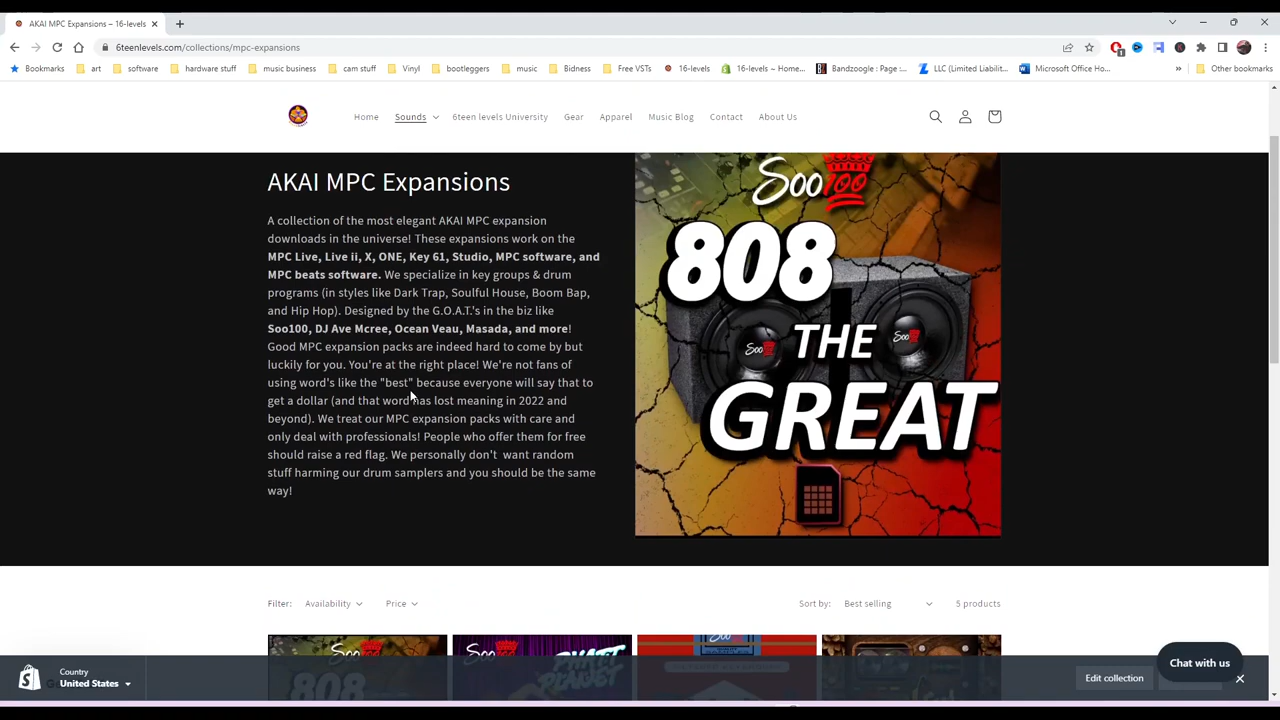 AKAI MPC Expansions – 16-levels
6teenlevels.com/collections/mpc-expansions
1
Bookmarks
art
software
hardware stuff
music business
cam stuff
Vinyl
bootleggers
music
Bidness
Free VSTs
16-levels
16-levels ~ Home...
Bandzoogle : Page :...
LLC (Limited Liabilit...
Microsoft Office Ho...
»
Other bookmarks
Home
Sounds
6teen levels University
Gear
Apparel
Music Blog
Contact
About Us
AKAI MPC Expansions
A collection of the most elegant AKAI MPC expansion
downloads in the universe! These expansions work on the
MPC Live, Live ii, X, ONE, Key 61, Studio, MPC software, and
MPC beats software. We specialize in key groups & drum
programs (in styles like Dark Trap, Soulful House, Boom Bap,
and Hip Hop). Designed by the G.O.A.T.'s in the biz like
Soo100, DJ Ave Mcree, Ocean Veau, Masada, and more!
Good MPC expansion packs are indeed hard to come by but
luckily for you. You're at the right place! We're not fans of
using word's like the "best" because everyone will say that to
get a dollar (and that word has lost meaning in 2022 and
beyond). We treat our MPC expansion packs with care and
only deal with professionals! People who offer them for free
should raise a red flag. We personally don't want random
stuff harming our drum samplers and you should be the same
way!
Soo100
808
THE
GREAT
Filter:
Availability
Price
Sort by:
Best selling
5 products
Soo
808
Soo
PLANET
Soo
Country
United States
Edit collection
Chat with us